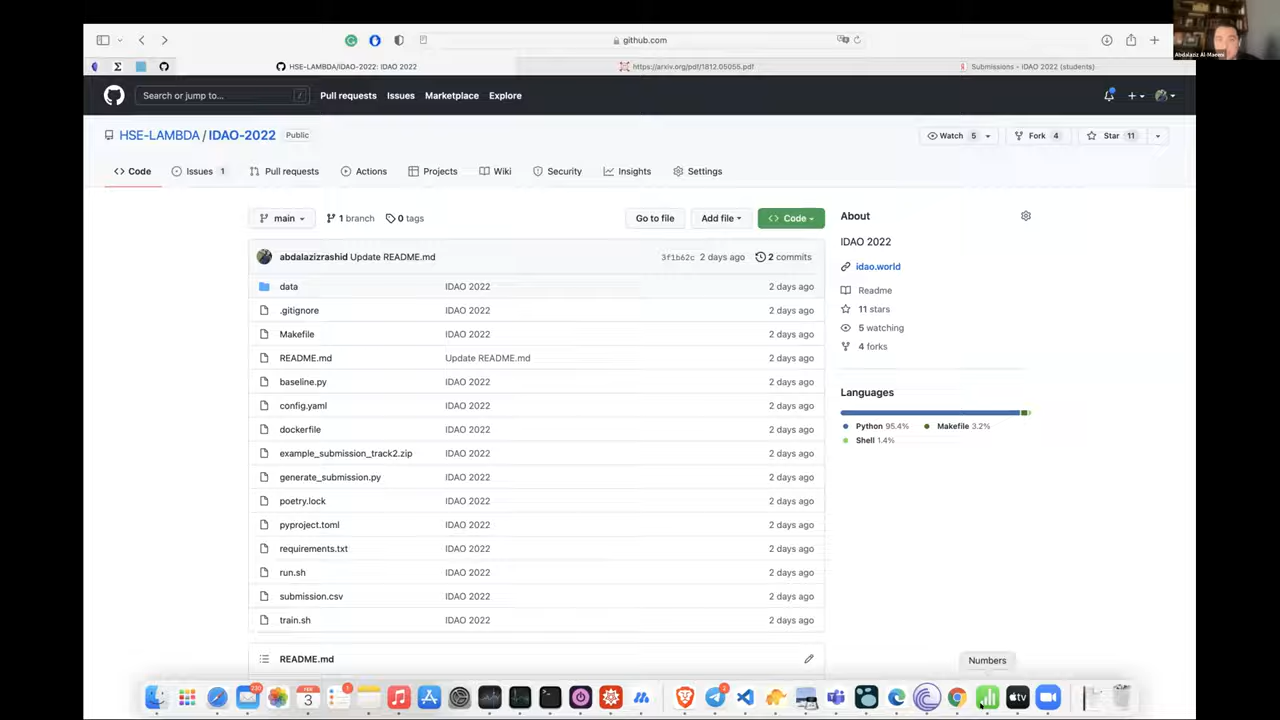 github.com
HSE-LAMBDA/IDAO-2022: IDAO 2022
https://arxiv.org/pdf/1812.05055.pdf
Submissions - IDAO 2022 (students)
Abdalaziz Al-Maeeni
Search or jump to...
/
Pull requests
Issues
Marketplace
Explore
HSE-LAMBDA / IDAO-2022
Public
Watch 5
Fork 4
Star 11
Code
Issues 1
Pull requests
Actions
Projects
Wiki
Security
Insights
Settings
main
1 branch
0 tags
Go to file
Add file
Code
abdalazizrashid Update README.md
3f1b62c 2 days ago
2 commits
data IDAO 2022 2 days ago
.gitignore IDAO 2022 2 days ago
Makefile IDAO 2022 2 days ago
README.md Update README.md 2 days ago
baseline.py IDAO 2022 2 days ago
config.yaml IDAO 2022 2 days ago
dockerfile IDAO 2022 2 days ago
example_submission_track2.zip IDAO 2022 2 days ago
generate_submission.py IDAO 2022 2 days ago
poetry.lock IDAO 2022 2 days ago
pyproject.toml IDAO 2022 2 days ago
requirements.txt IDAO 2022 2 days ago
run.sh IDAO 2022 2 days ago
submission.csv IDAO 2022 2 days ago
train.sh IDAO 2022 2 days ago
README.md
About
IDAO 2022
idao.world
Readme
11 stars
5 watching
4 forks
Languages
Python 95.4%
Makefile 3.2%
Shell 1.4%
Numbers
FEB
3
tv